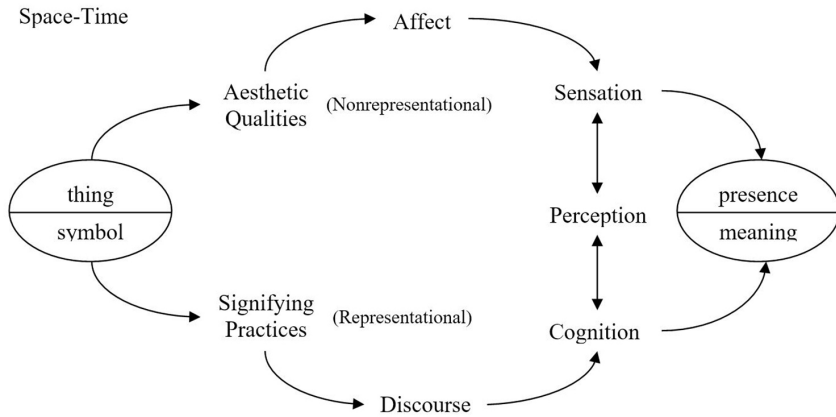 Space-Time
Affect
Aesthetic
Qualities
(Nonrepresentational)
Sensation
thing
symbol
Perception
presence
meaning
Signifying
Practices
(Representational)
Cognition
Discourse